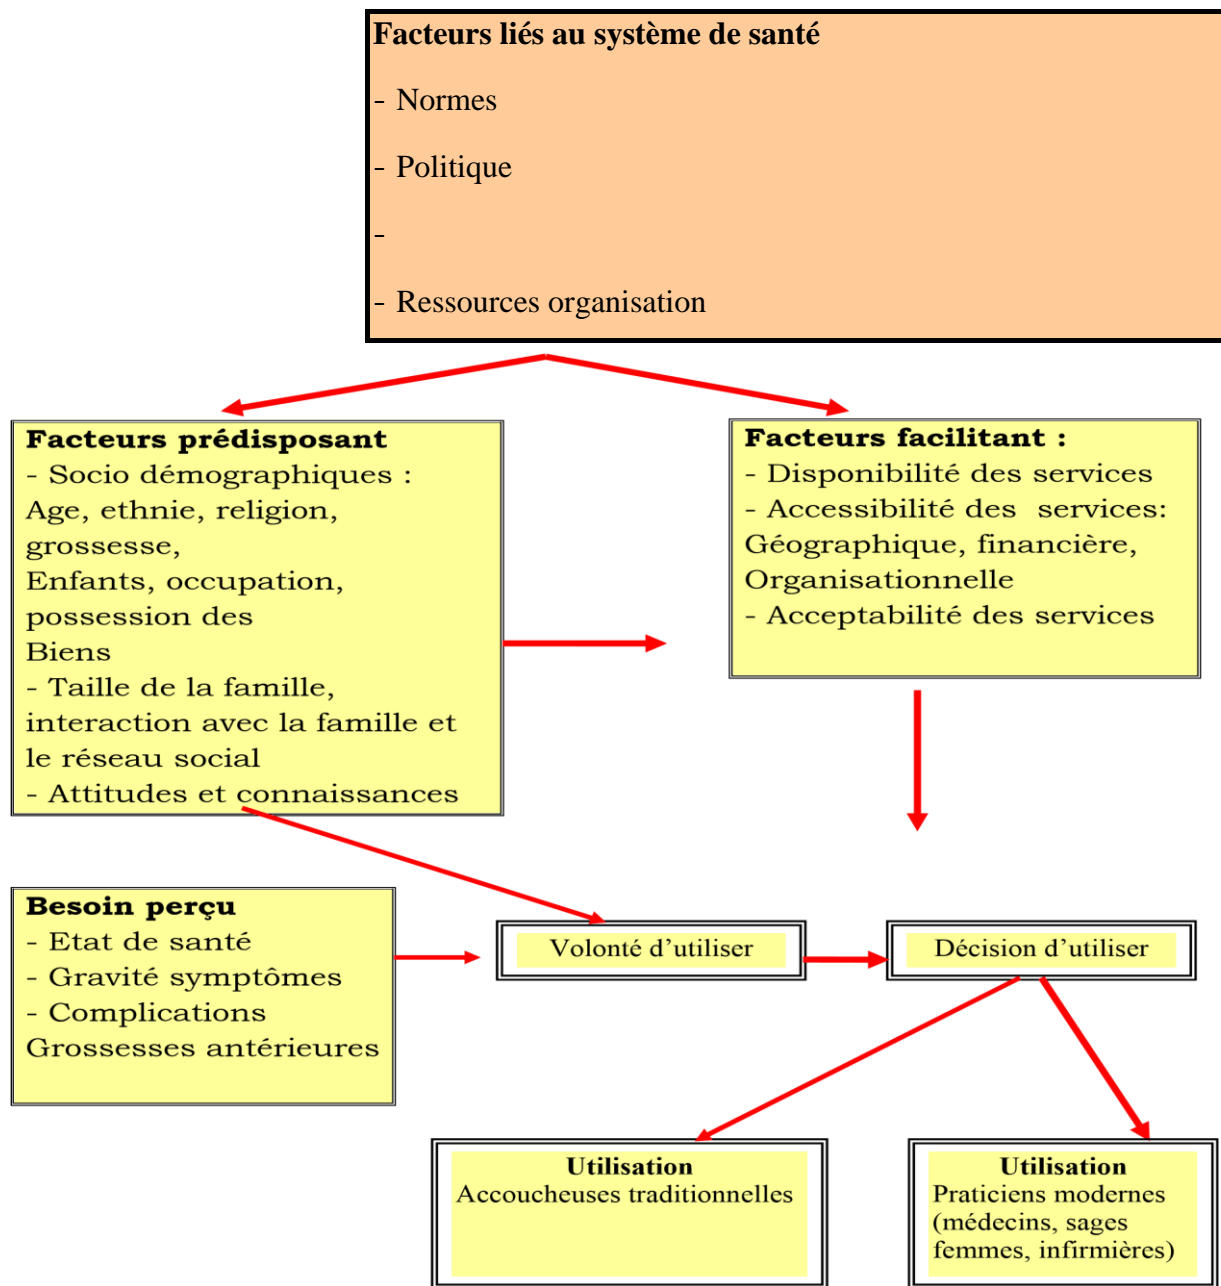 Facteurs liés au système de santé
- Normes
- Politique
-
- Ressources organisation
Facteurs prédisposant
- Socio démographiques :
Age, ethnie, religion,
grossesse,
Enfants, occupation,
possession des
Biens
- Taille de la famille,
interaction avec la famille et
le réseau social
- Attitudes et connaissances
Facteurs facilitant :
- Disponibilité des services
- Accessibilité des services:
Géographique, financière,
Organisationnelle
- Acceptabilité des services
Besoin perçu
- Etat de santé
- Gravité symptômes
- Complications
Grossesses antérieures
Volonté d'utiliser
Décision d'utiliser
Utilisation
Accoucheuses traditionnelles
Utilisation
Praticiens modernes
(médecins, sages
femmes, infirmières)